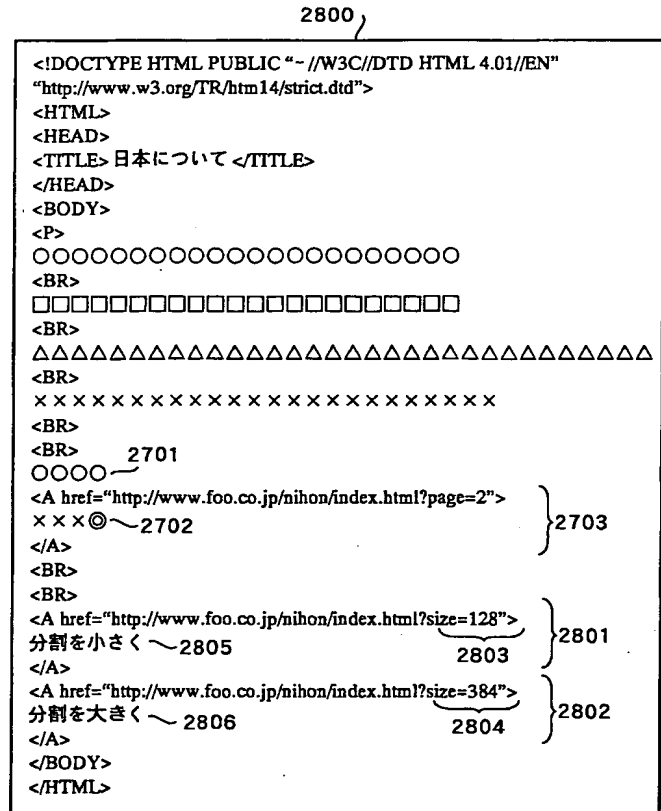 2800
<!DOCTYPE HTML PUBLIC “~//W3C//DTD HTML 4.01//EN”
“http://www.w3.org/TR/htm14/strict.dtd”>
<HTML>
<HEAD>
<TITLE>日本について</TITLE>
</HEAD>
<BODY>
<P>
○○○○○○○○○○○○○○○○○○○○○○
<BR>
□□□□□□□□□□□□□□□□□□□□□□
<BR>
△△△△△△△△△△△△△△△△△△△△△△△△△△△△△△△△
<BR>
××××××××××××××××××××××××
<BR>
<BR> 2701
○○○○
<A href=“http://www.foo.co.jp/nihon/index.html?page=2”>
×××◎ 2702 2703
</A>
<BR>
<BR>
<A href=“http://www.foo.co.jp/nihon/index.html?size=128”>
分割を小さく 2805 2803 2801
</A>
<A href=“http://www.foo.co.jp/nihon/index.html?size=384”>
分割を大きく 2806 2804 2802
</A>
</BODY>
</HTML>